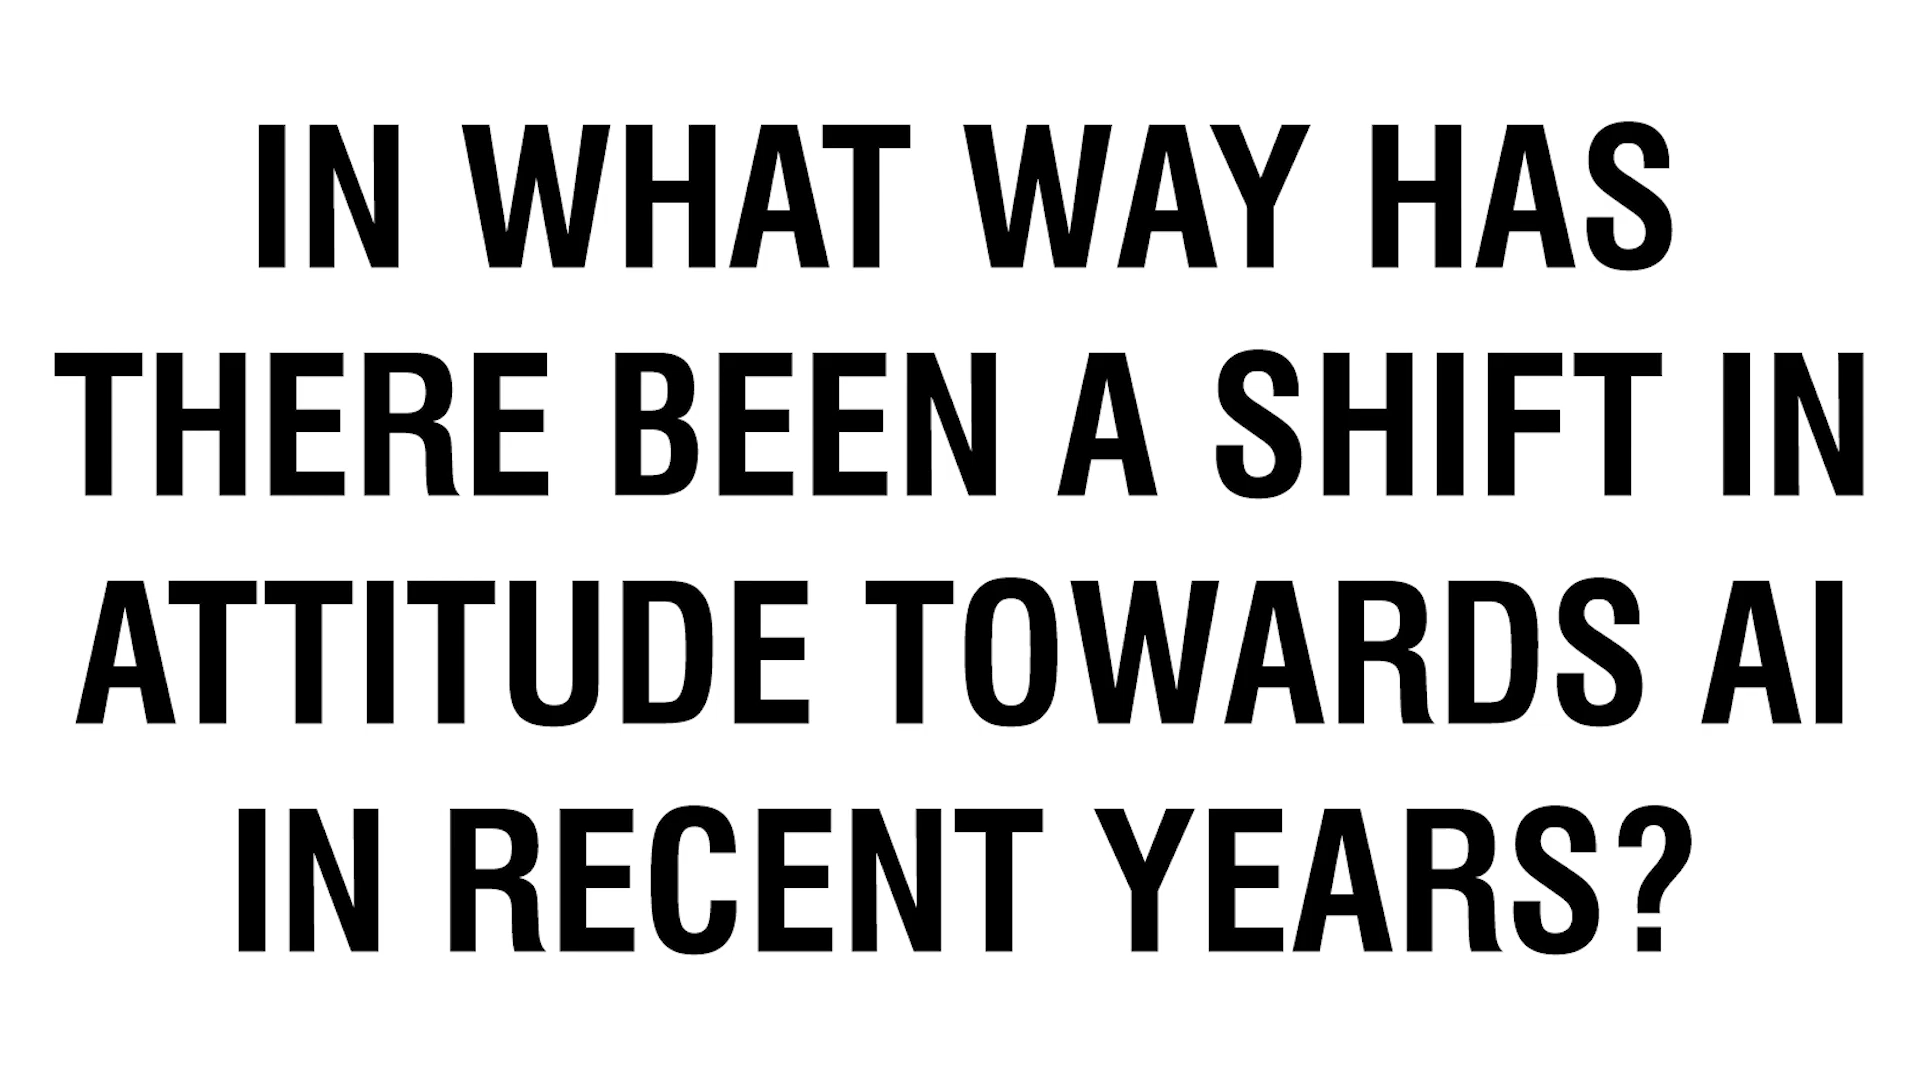 IN WHAT WAY HAS
THERE BEEN A SHIFT IN
ATTITUDE TOWARDS AI
IN RECENT YEARS?